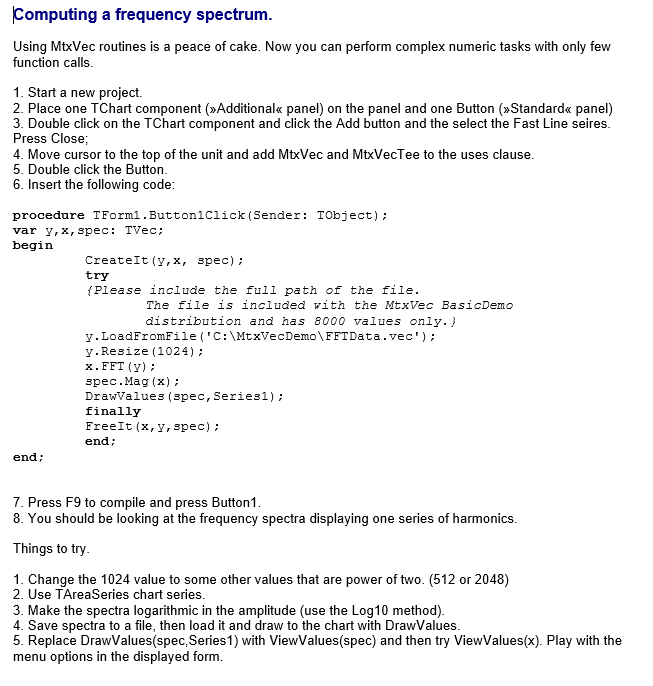 Computing a frequency spectrum.
Using MtxVec routines is a peace of cake. Now you can perform complex numeric tasks with only few
function calls.
1. Start a new project.
2. Place one TChart component (»Additional« panel) on the panel and one Button (»Standard« panel)
3. Double click on the TChart component and click the Add button and the select the Fast Line seires.
Press Close;
4. Move cursor to the top of the unit and add MtxVec and MtxVecTee to the uses clause.
5. Double click the Button.
6. Insert the following code:
procedure TForm1.Button1Click(Sender: TObject);
var y,x,spec: TVec;
begin
CreateIt(y,x, spec);
try
{Please include the full path of the file.
The file is included with the MtxVec BasicDemo
distribution and has 8000 values only.}
y.LoadFromFile('C:\MtxVecDemo\FFTData.vec');
y.Resize(1024);
x.FFT(y);
spec.Mag(x);
DrawValues(spec,Series1);
finally
FreeIt(x,y,spec);
end;
end;
7. Press F9 to compile and press Button1.
8. You should be looking at the frequency spectra displaying one series of harmonics.
Things to try.
1. Change the 1024 value to some other values that are power of two. (512 or 2048)
2. Use TAreaSeries chart series.
3. Make the spectra logarithmic in the amplitude (use the Log10 method).
4. Save spectra to a file, then load it and draw to the chart with DrawValues.
5. Replace DrawValues(spec,Series1) with ViewValues(spec) and then try ViewValues(x). Play with the
menu options in the displayed form.